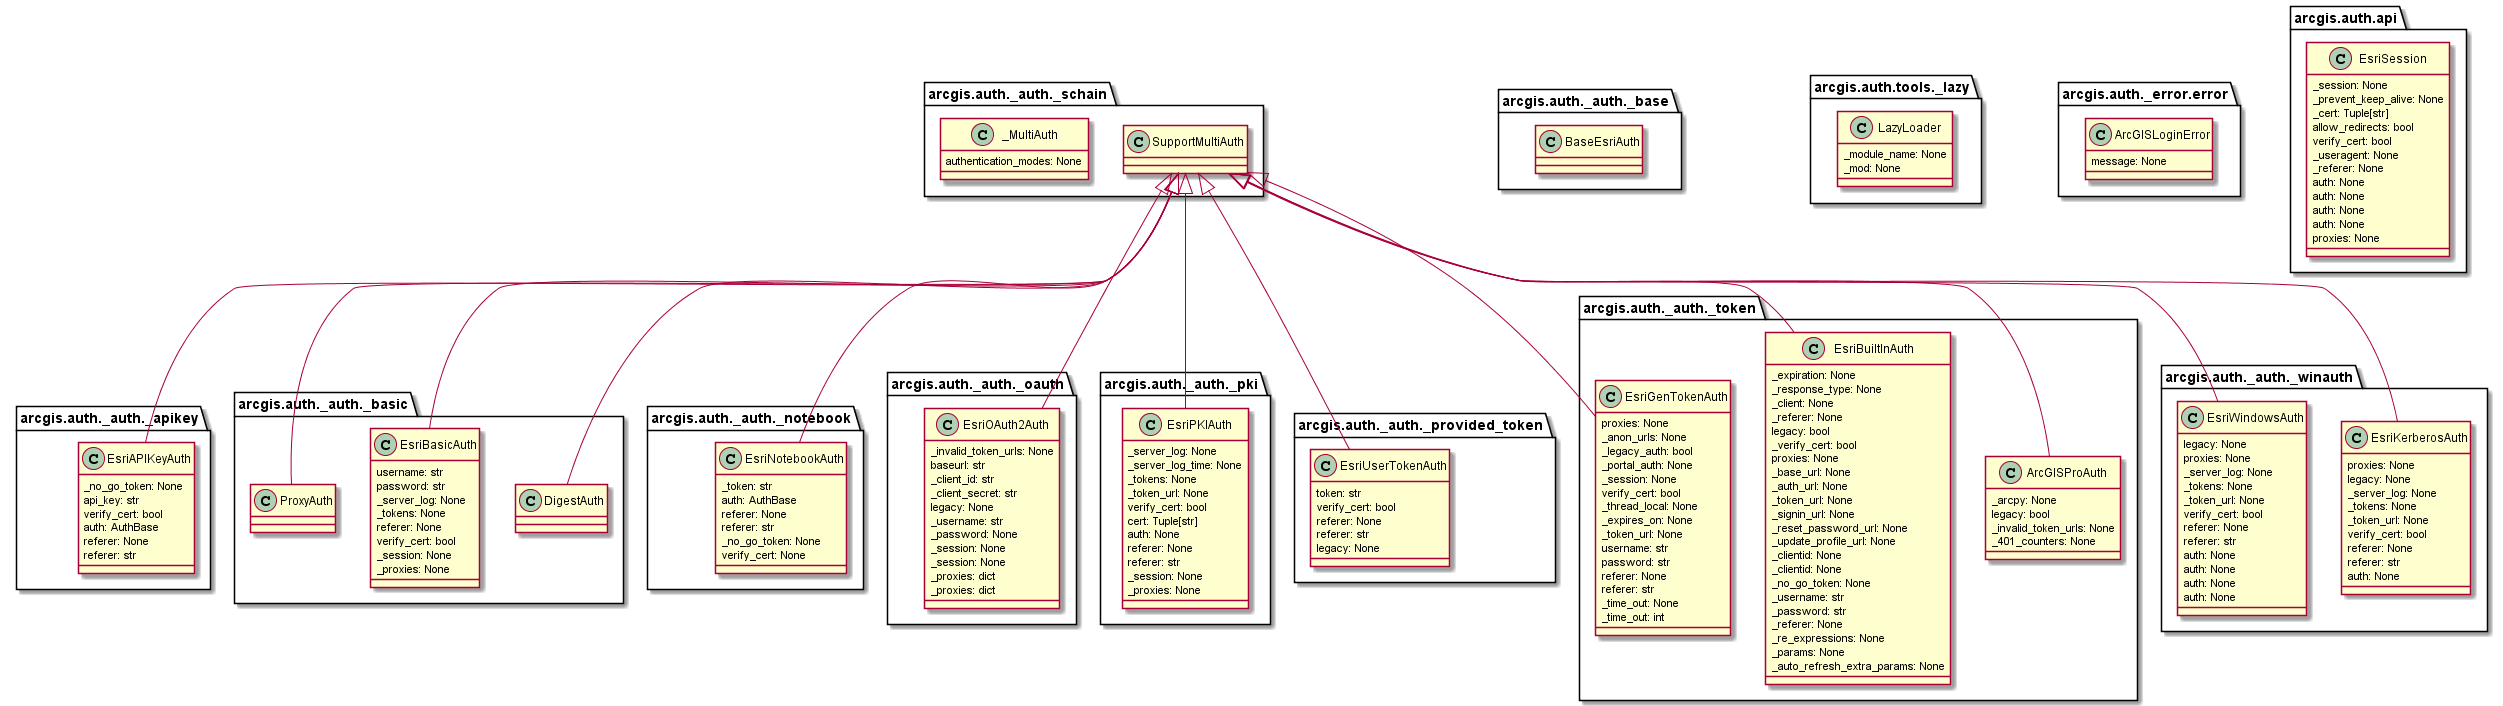 arcgis.auth.api
C EsriSession
_session: None
_prevent_keep_alive: None
_cert: Tuple[str]
allow_redirects: bool
verify_cert: bool
_useragent: None
_referer: None
auth: None
auth: None
auth: None
auth: None
proxies: None
arcgis.auth._auth._schain
C _MultiAuth
authentication_modes: None
C SupportMultiAuth
arcgis.auth._auth._base
C BaseEsriAuth
arcgis.auth.tools._lazy
C LazyLoader
_module_name: None
_mod: None
arcgis.auth._error.error
C ArcGISLoginError
message: None
arcgis.auth._auth._apikey
C EsriAPIKeyAuth
_no_go_token: None
api_key: str
verify_cert: bool
auth: AuthBase
referer: None
referer: str
arcgis.auth._auth._basic
C ProxyAuth
C EsriBasicAuth
username: str
password: str
_server_log: None
_tokens: None
referer: None
verify_cert: bool
_session: None
_proxies: None
C DigestAuth
arcgis.auth._auth._notebook
C EsriNotebookAuth
_token: str
auth: AuthBase
referer: None
referer: str
_no_go_token: None
verify_cert: None
arcgis.auth._auth._oauth
C EsriOAuth2Auth
_invalid_token_urls: None
baseurl: str
_client_id: str
_client_secret: str
legacy: None
_username: str
_password: None
_session: None
_session: None
_proxies: dict
_proxies: dict
arcgis.auth._auth._pki
C EsriPKIAuth
_server_log: None
_server_log_time: None
_tokens: None
_token_url: None
verify_cert: bool
cert: Tuple[str]
auth: None
referer: None
referer: str
_session: None
_proxies: None
arcgis.auth._auth._provided_token
C EsriUserTokenAuth
token: str
verify_cert: bool
referer: None
referer: str
legacy: None
arcgis.auth._auth._token
C EsriGenTokenAuth
proxies: None
_anon_urls: None
_legacy_auth: bool
_portal_auth: None
_session: None
verify_cert: bool
_thread_local: None
_expires_on: None
_token_url: None
username: str
password: str
referer: None
referer: str
_time_out: None
_time_out: int
C EsriBuiltInAuth
_expiration: None
_response_type: None
_client: None
_referer: None
legacy: bool
_verify_cert: bool
proxies: None
_base_url: None
_auth_url: None
_token_url: None
_signin_url: None
_reset_password_url: None
_update_profile_url: None
_clientid: None
_clientid: None
_no_go_token: None
_username: str
_password: str
_referer: None
_re_expressions: None
_params: None
_auto_refresh_extra_params: None
C ArcGISProAuth
_arcpy: None
legacy: bool
_invalid_token_urls: None
_401_counters: None
arcgis.auth._auth._winauth
C EsriWindowsAuth
legacy: None
proxies: None
_server_log: None
_tokens: None
_token_url: None
verify_cert: bool
referer: None
referer: str
auth: None
auth: None
auth: None
auth: None
C EsriKerberosAuth
proxies: None
legacy: None
_server_log: None
_tokens: None
_token_url: None
verify_cert: bool
referer: None
referer: str
auth: None